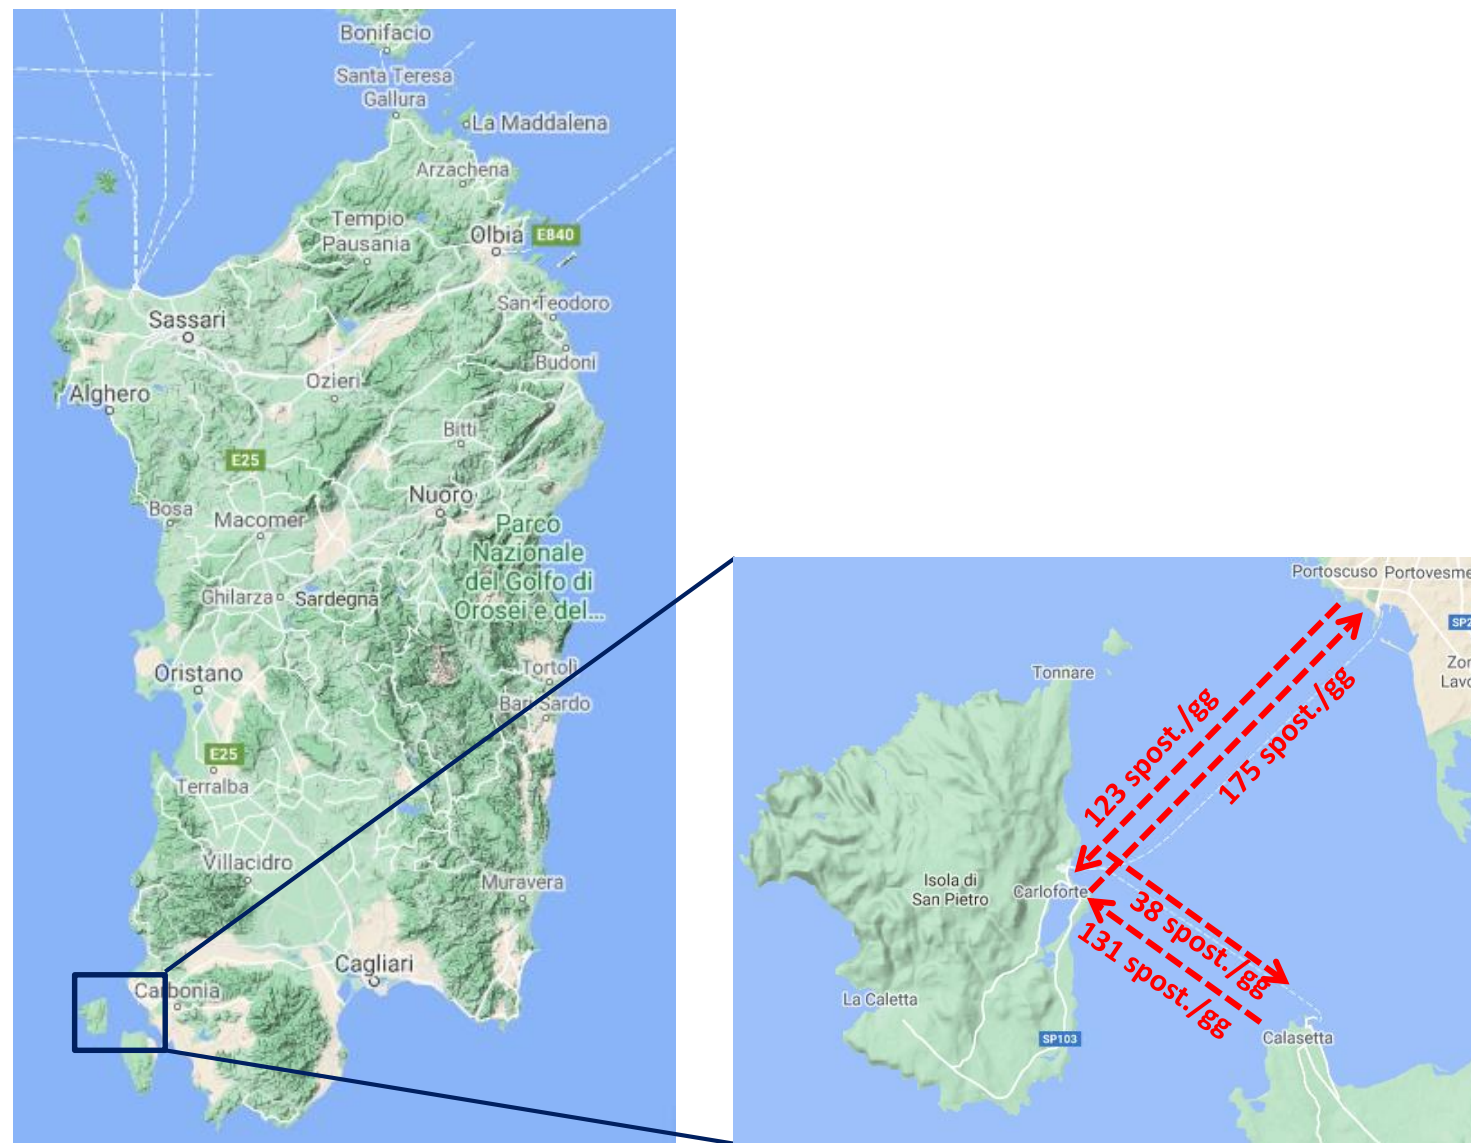 Bonifacio
Santa Teresa
Gallura
La Maddalena
Arzachena
Tempio
Pausania
Olbia
E840
San Teodoro
Sassari
Budoni
Ozieri
Alghero
Bitti
E25
Nuoro
Bosa
Macomer
Parco
Nazionale
del Golfo di
Orosei e del...
Ghilarza
Sardegna
Oristano
Tortolì
Bari Sardo
E25
Terralba
Villacidro
Muravera
Cagliari
Carbonia
Portoscuso
Portovesme
SP2
Zon
Lavo
Tonnare
123 spost./gg
175 spost./gg
Isola di
San Pietro
Carloforte
38 spost./gg
131 spost./gg
La Caletta
SP103
Calasetta